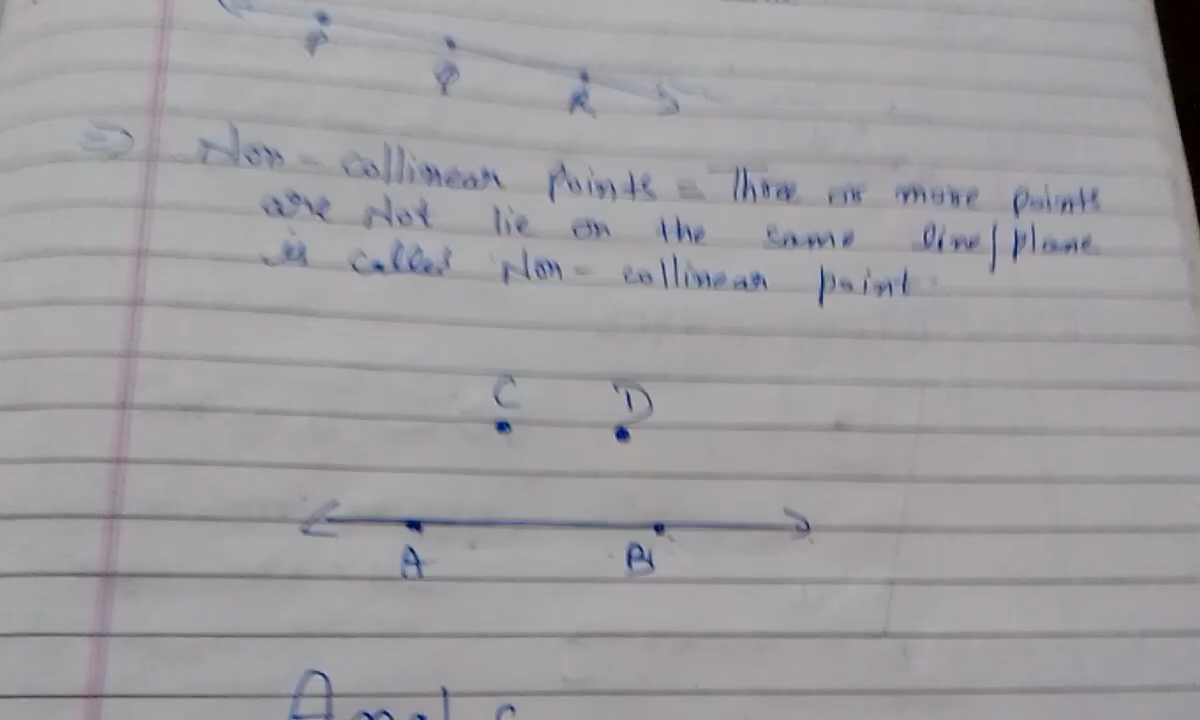 P
Q
R
⇒ Non-collinear points = Three or more points
are Not lie on the same line/plane
is called Non-collinear point.
C D
A B
Angle